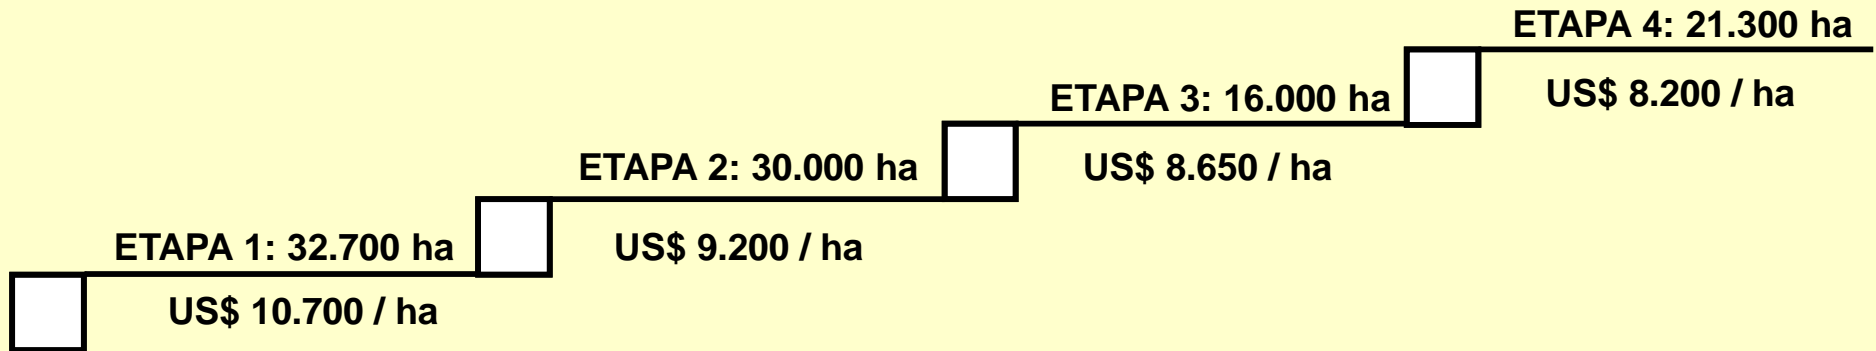 ETAPA 1: 32.700 ha
US$ 10.700 / ha
ETAPA 2: 30.000 ha
US$ 9.200 / ha
ETAPA 3: 16.000 ha
US$ 8.650 / ha
ETAPA 4: 21.300 ha
US$ 8.200 / ha